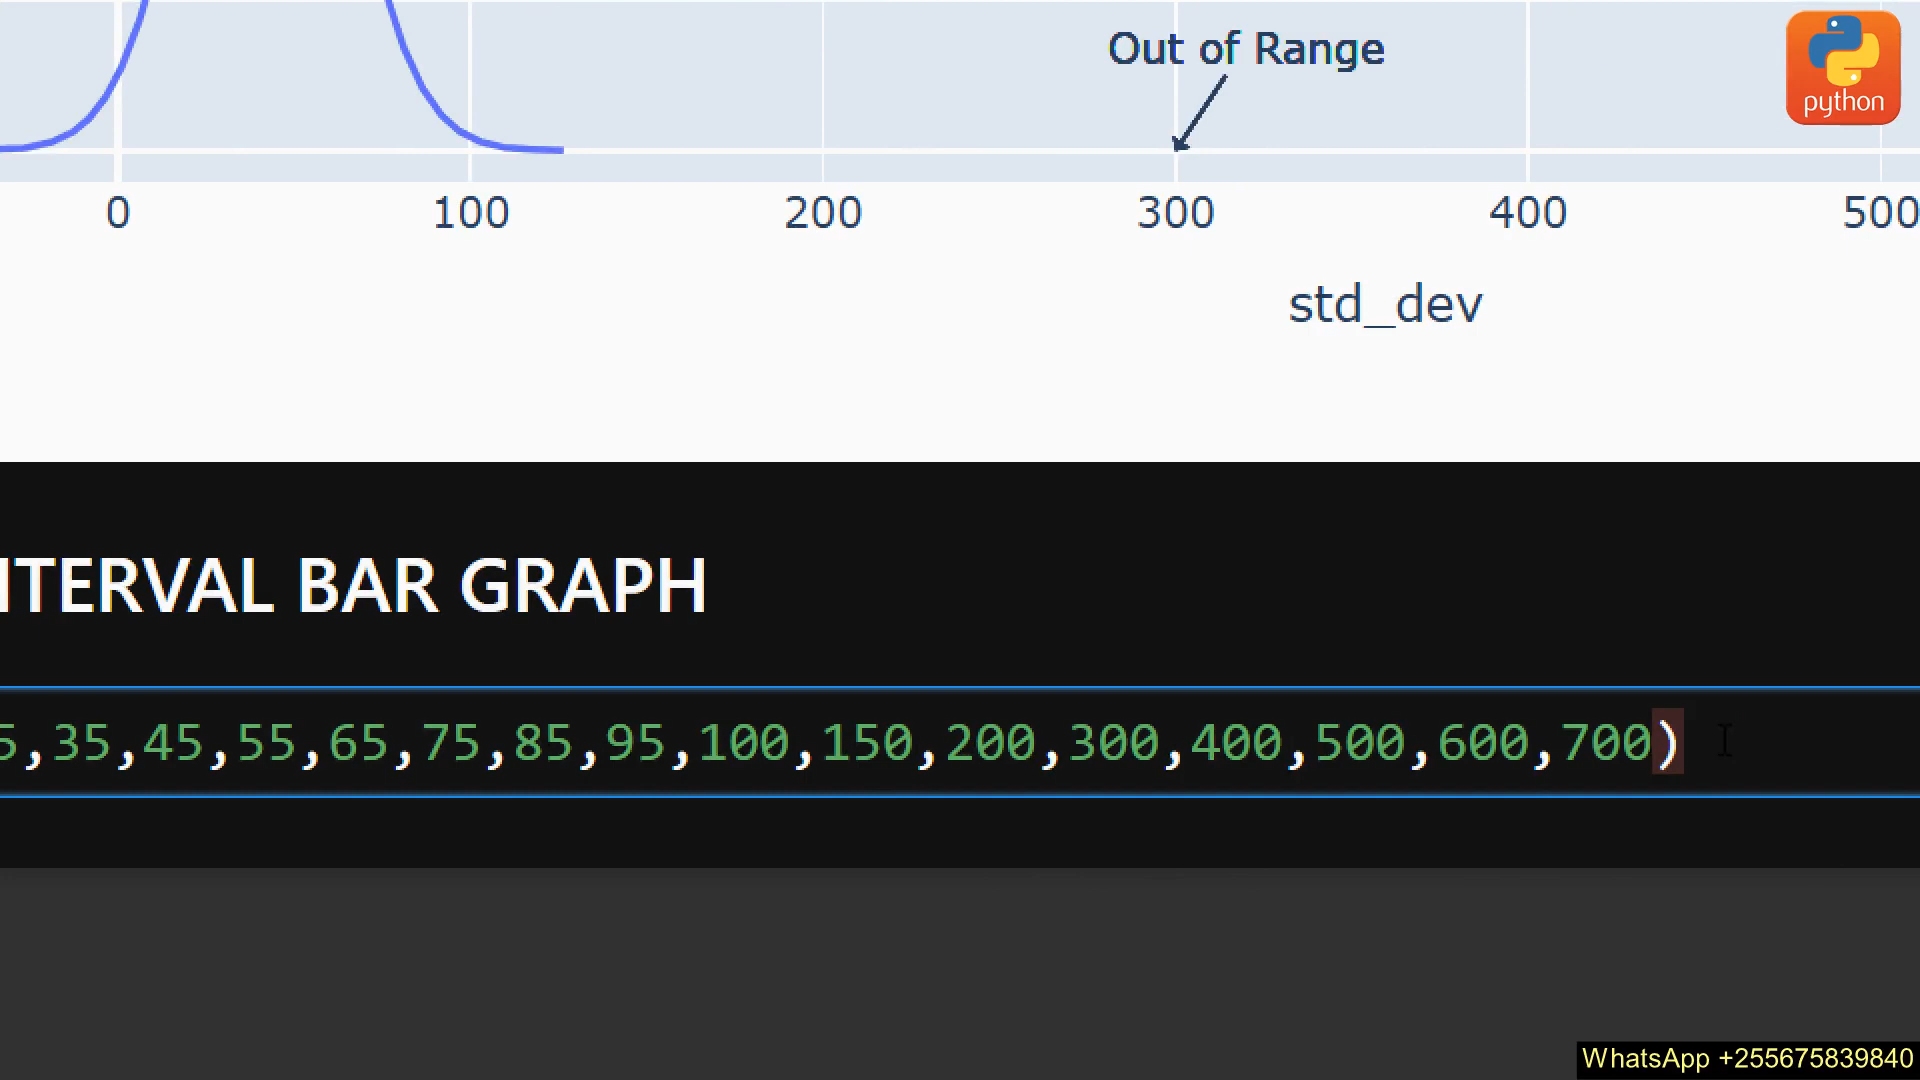 Out of Range
python
0 100 200 300 400 500
std_dev
TERVAL BAR GRAPH
5,35,45,55,65,75,85,95,100,150,200,300,400,500,600,700)
WhatsApp +255675839840